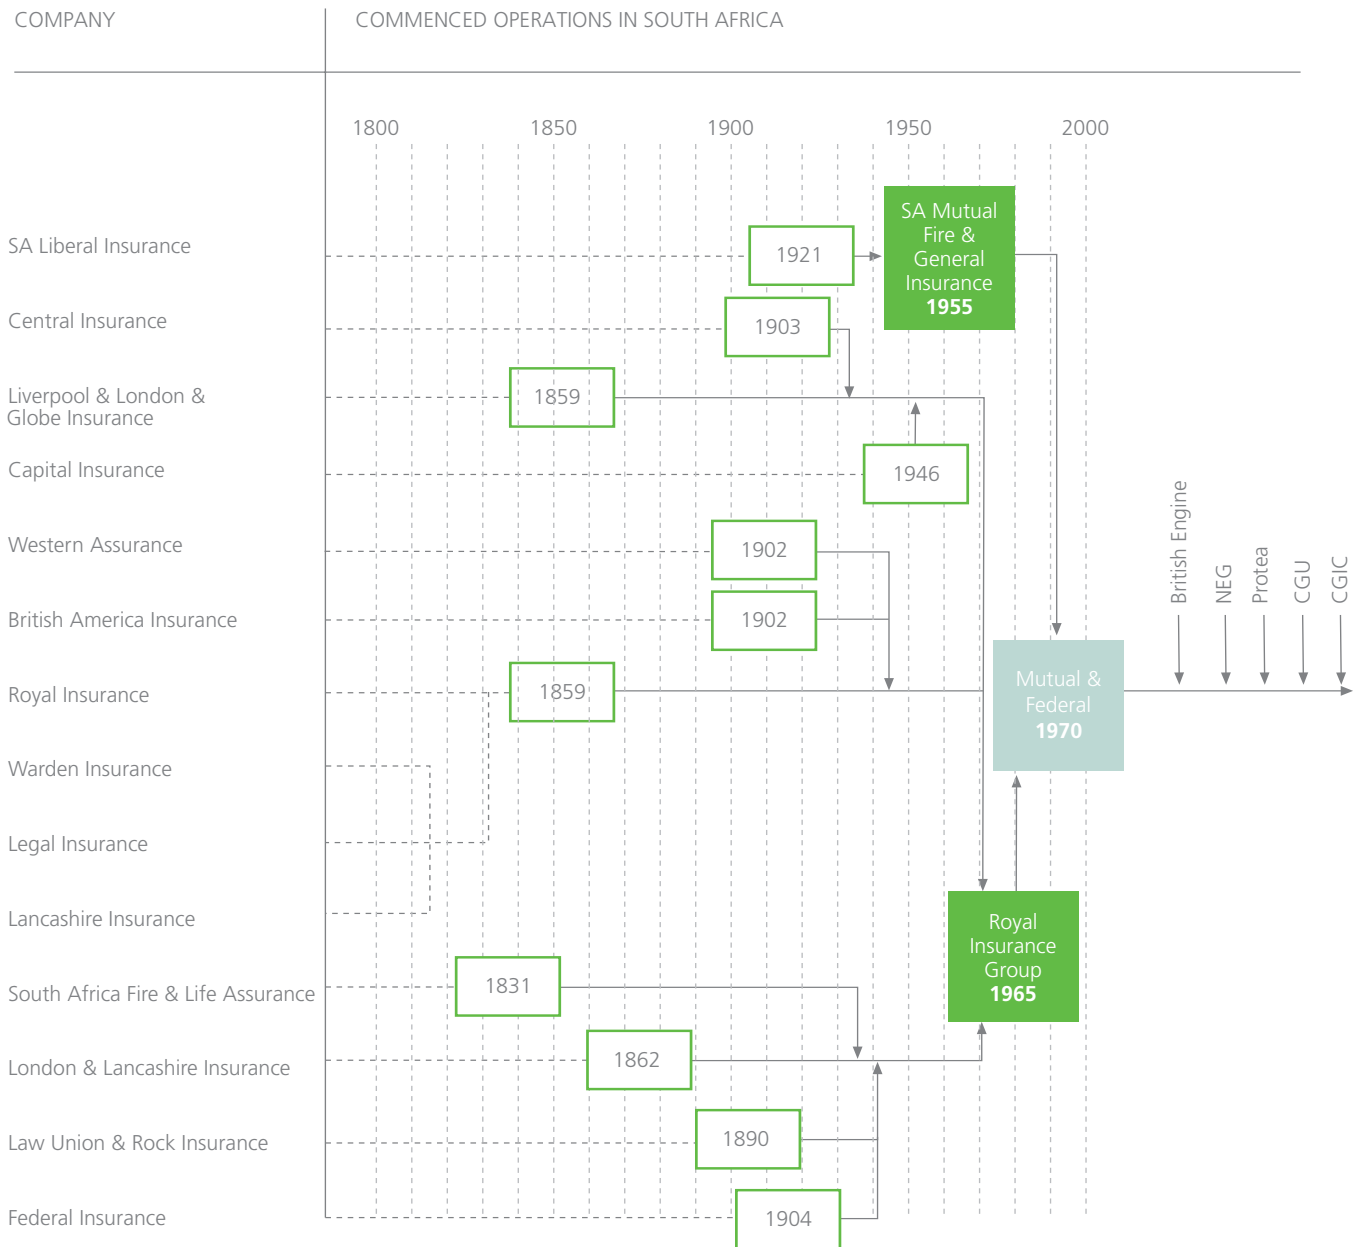 COMPANY
COMMENCED OPERATIONS IN SOUTH AFRICA
1800
1850
1900
1950
2000
SA Liberal Insurance
1921
SA Mutual
Fire &
General
Insurance
1955
Central Insurance
1903
Liverpool & London &
Globe Insurance
1859
Capital Insurance
1946
Western Assurance
1902
British America Insurance
1902
Royal Insurance
1859
Mutual &
Federal
1970
British Engine
NEG
Protea
CGU
CGIC
Warden Insurance
Legal Insurance
Lancashire Insurance
Royal
Insurance
Group
1965
South Africa Fire & Life Assurance
1831
London & Lancashire Insurance
1862
Law Union & Rock Insurance
1890
Federal Insurance
1904